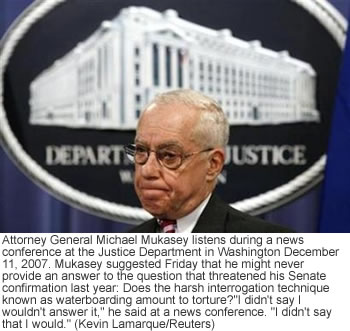 DEPARTMENT JUSTICE
Attorney General Michael Mukasey listens during a news
conference at the Justice Department in Washington December
11, 2007. Mukasey suggested Friday that he might never
provide an answer to the question that threatened his Senate
confirmation last year: Does the harsh interrogation technique
known as waterboarding amount to torture?"I didn't say I
wouldn't answer it," he said at a news conference. "I didn't say
that I would." (Kevin Lamarque/Reuters)